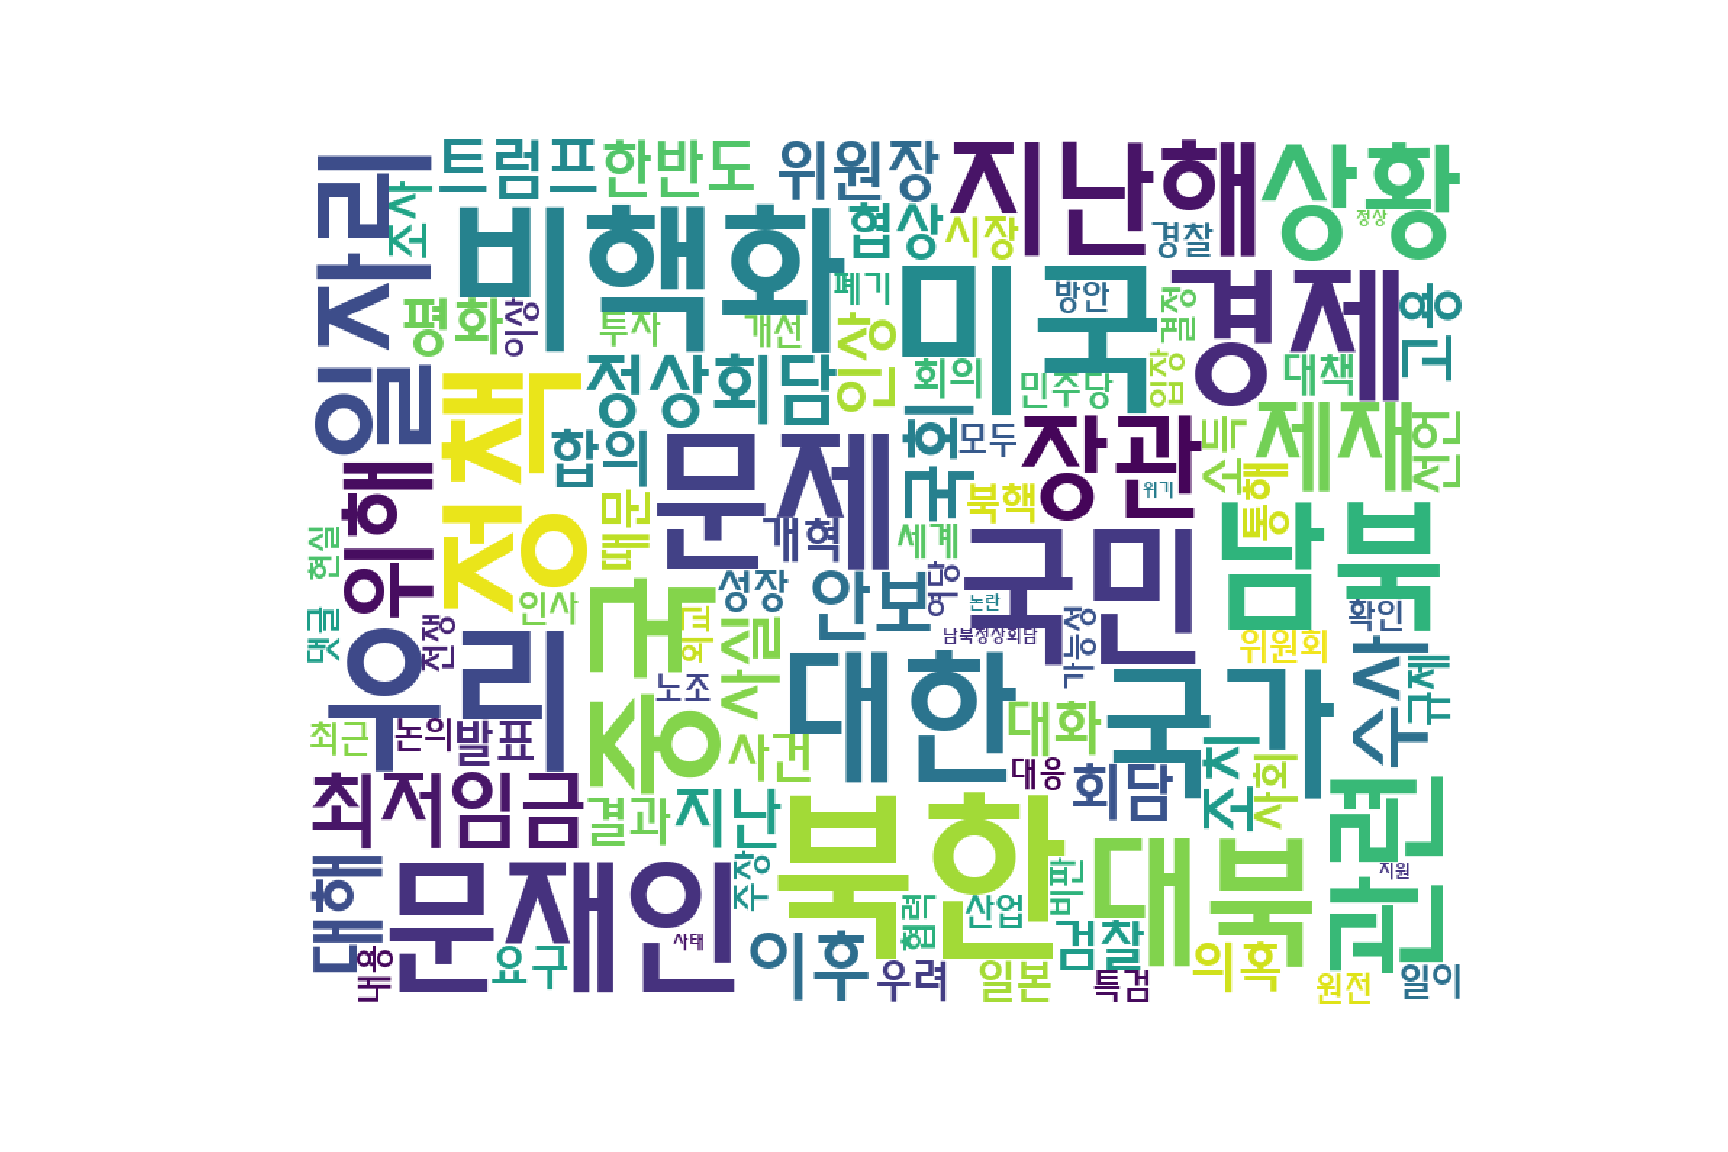 트럼프
한반도
위원장
지난해
상황
일자리
조사
비핵화
협상
시장
경찰
정상
평화
이상
투자
개선
폐기
인상
미국
방안
결정
경제
고용
정책
정상회담
회의
민주당
입장
대책
합의
문제
국회
모두
장관
소득
제재
선언
위해
때문
개혁
북핵
세계
위기
통해
현실
국민
남북
댓글
우리
전쟁
인사
중국
외교
성장
사실
안보
여당
논란
남북정상회담
가능성
위원회
확인
노조
대한
국가
수사
규제
최근
논의
발표
사건
대화
대응
회담
조치
사회
최저임금
결과
지난
북한
대북
관련
대해
문재인
주장
비판
지원
내용
요구
사태
이후
협력
산업
우려
일본
검찰
특검
의혹
원전
일이